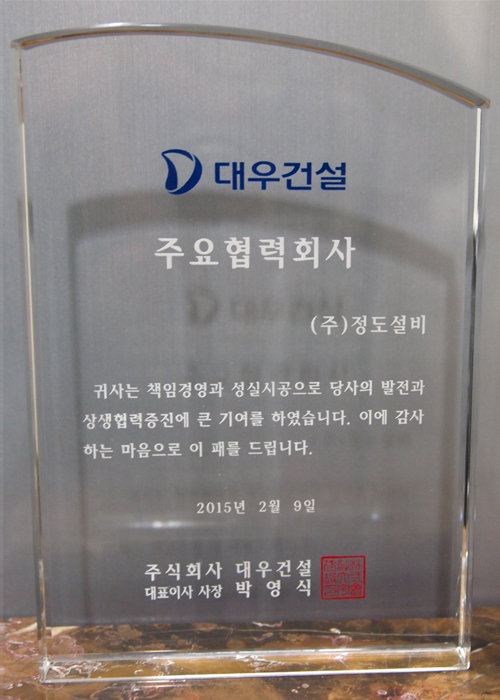 대우건설
주요협력회사
(주)정도설비
귀사는 책임경영과 성실시공으로 당사의 발전과
상생협력증진에 큰 기여를 하였습니다. 이에 감사
하는 마음으로 이 패를 드립니다.
2015년 2월 9일
주식회사 대우건설
대표이사 사장 박영식